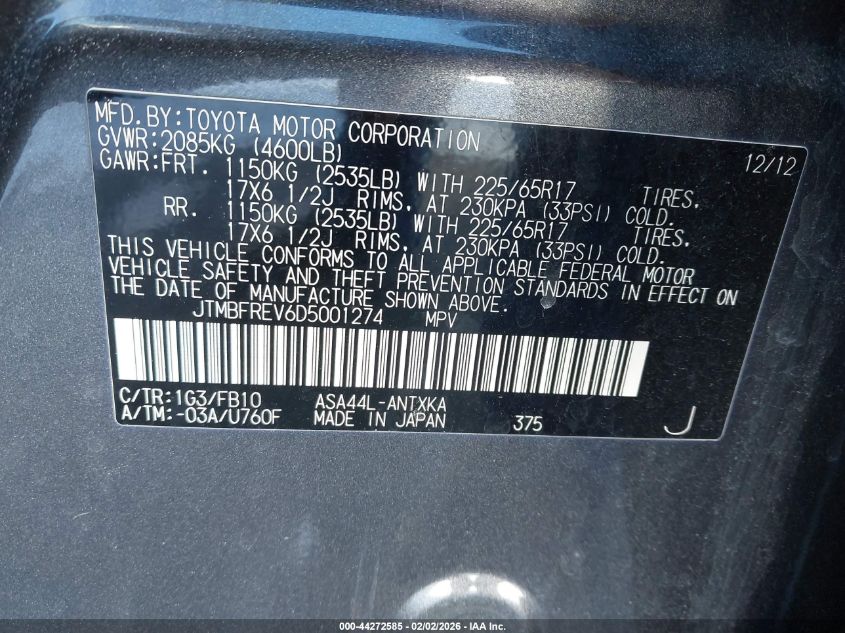 MFD.BY:TOYOTA MOTOR CORPORATION 12/12
GVWR:2085KG (4600LB)
GAWR:FRT. 1150KG (2535LB) WITH 225/65R17 TIRES.
17X6 1/2J RIMS, AT 230KPA (33PSI) COLD.
RR. 1150KG (2535LB) WITH 225/65R17 TIRES.
17X6 1/2J RIMS, AT 230KPA (33PSI) COLD.
THIS VEHICLE CONFORMS TO ALL APPLICABLE FEDERAL MOTOR
VEHICLE SAFETY AND THEFT PREVENTION STANDARDS IN EFFECT ON
THE DATE OF MANUFACTURE SHOWN ABOVE.
JTMBFREV6D5001274 MPV
C/TR:1G3/FB10 ASA44L-ANTXKA
A/TM:-03A/U760F MADE IN JAPAN 375 J
000-44272585 - 02/02/2026 - IAA Inc.